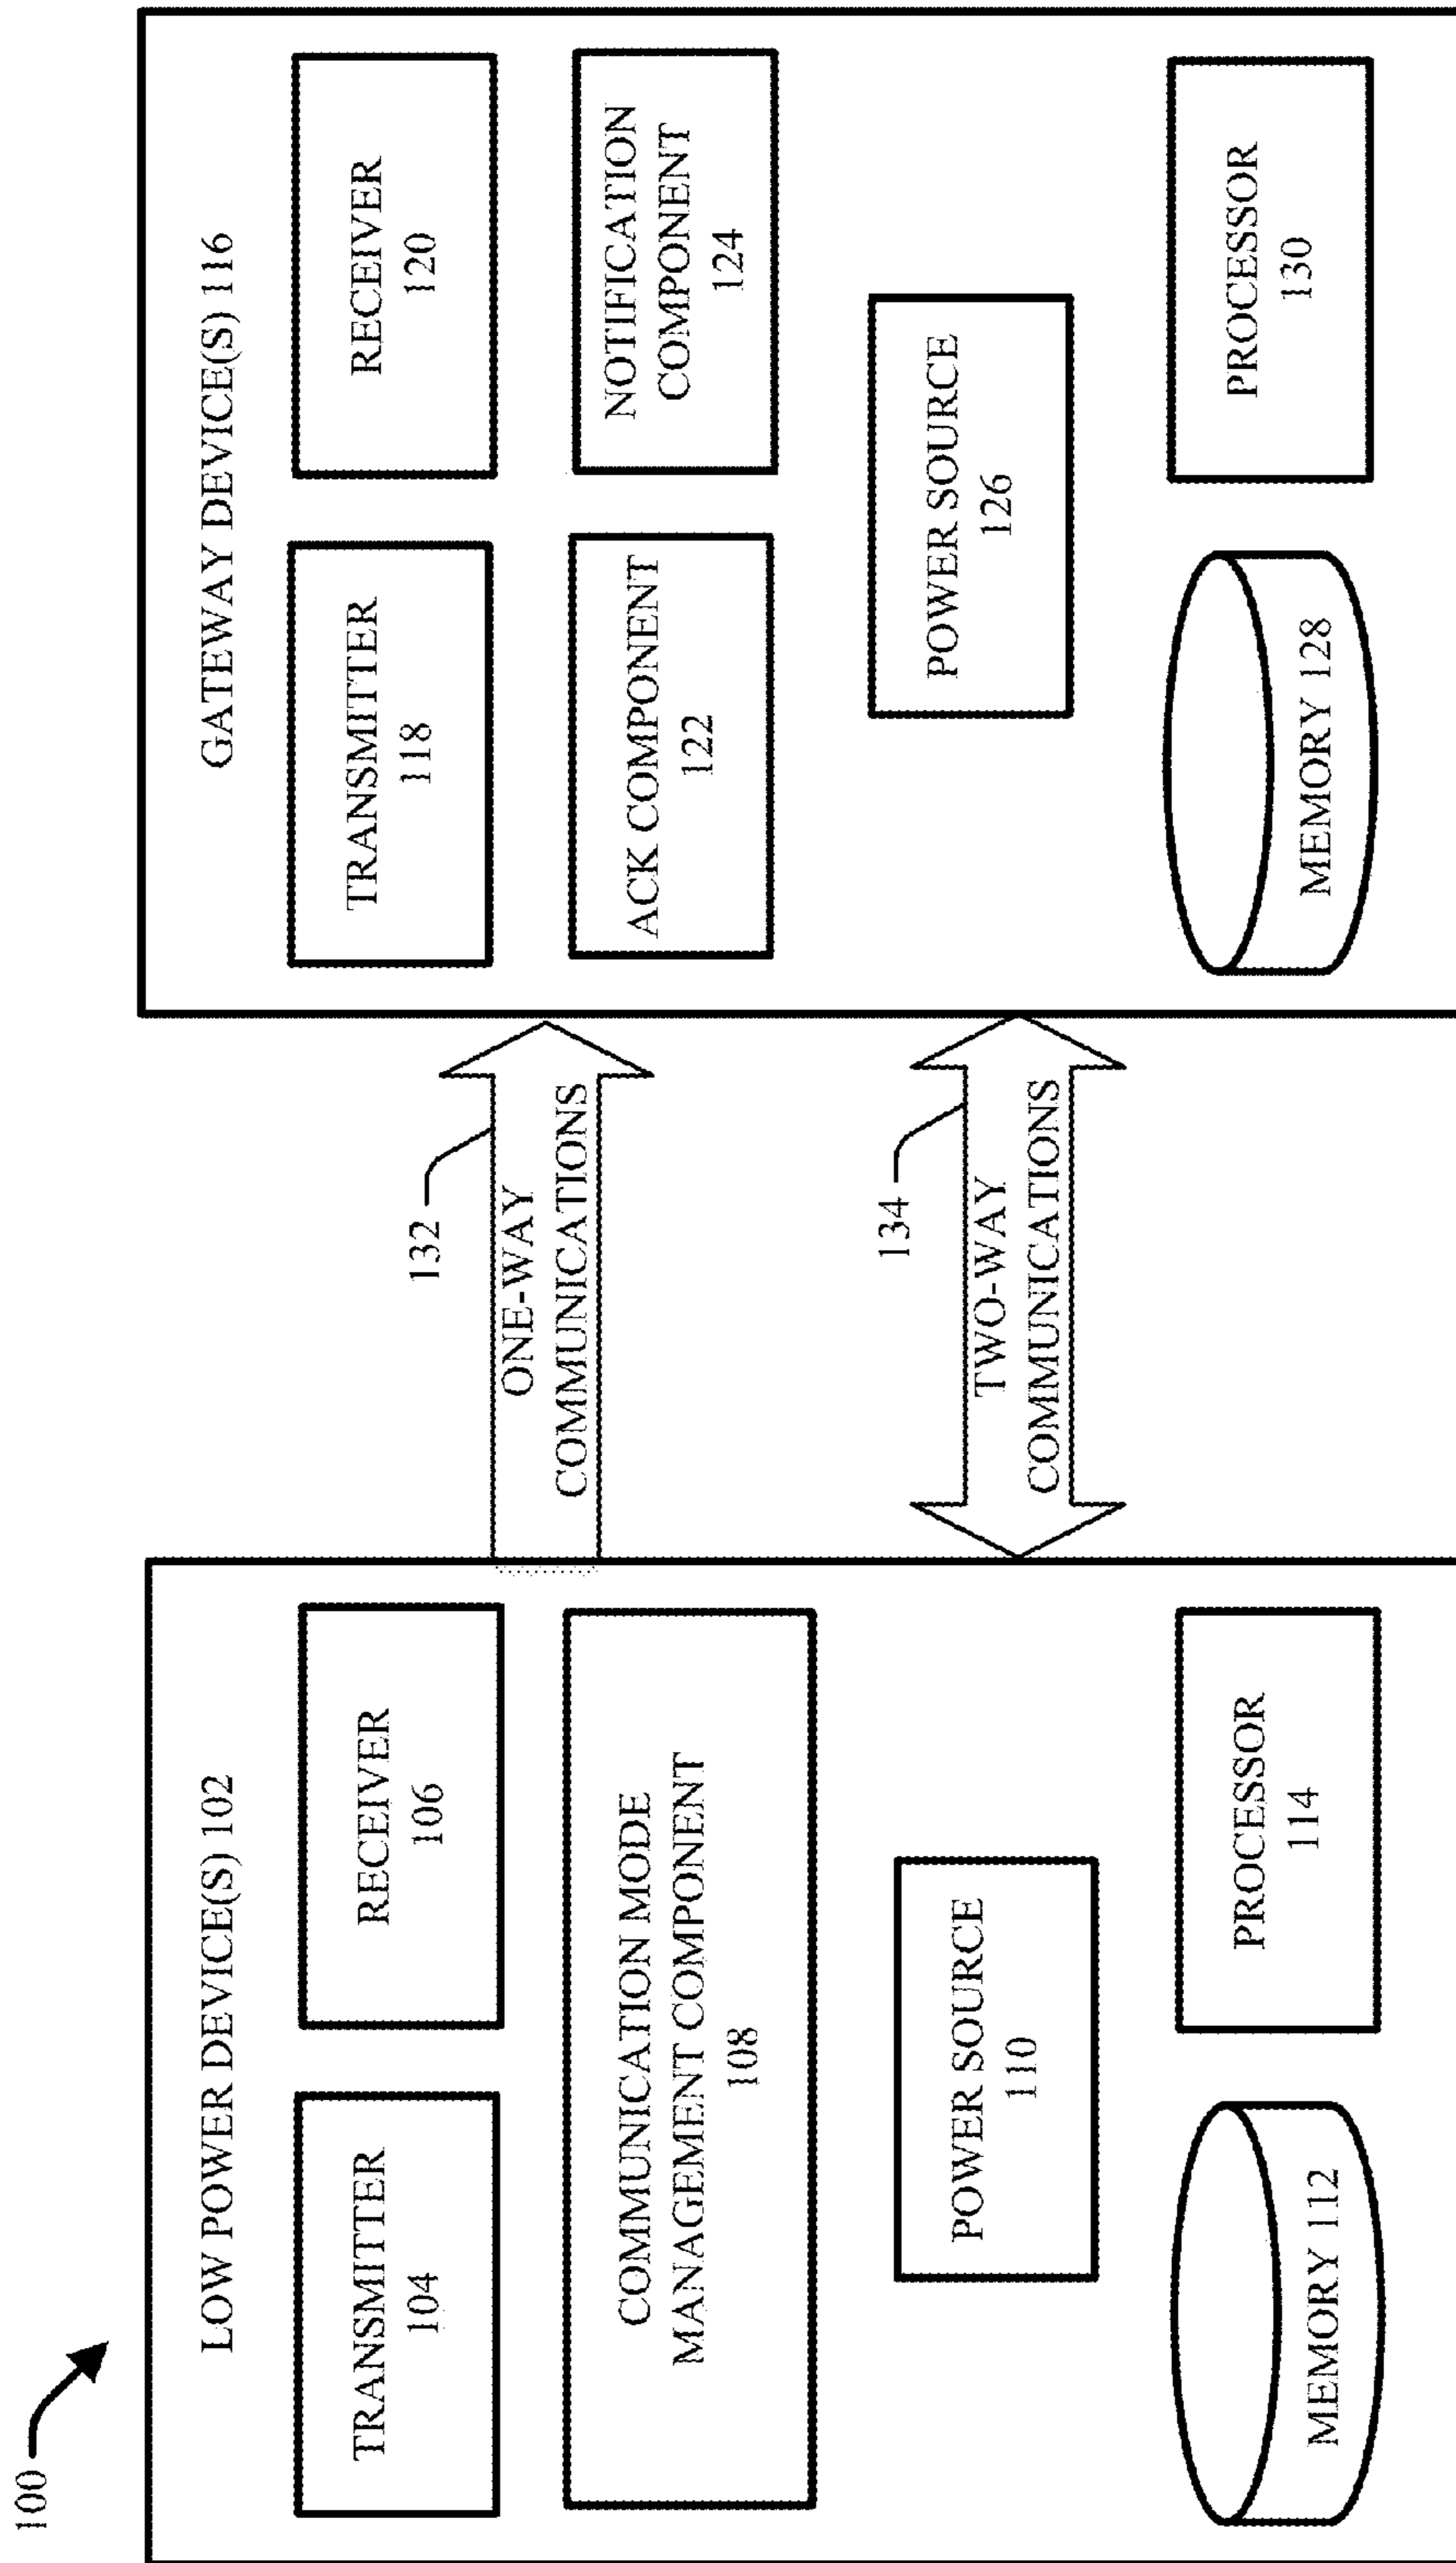 100
LOW POWER DEVICE(S) 102
TRANSMITTER
104
RECEIVER
106
COMMUNICATION MODE
MANAGEMENT COMPONENT
108
POWER SOURCE
110
MEMORY 112
PROCESSOR
114
132
ONE-WAY
COMMUNICATIONS
134
TWO-WAY
COMMUNICATIONS
GATEWAY DEVICE(S) 116
TRANSMITTER
118
RECEIVER
120
ACK COMPONENT
122
NOTIFICATION
COMPONENT
124
POWER SOURCE
126
MEMORY 128
PROCESSOR
130